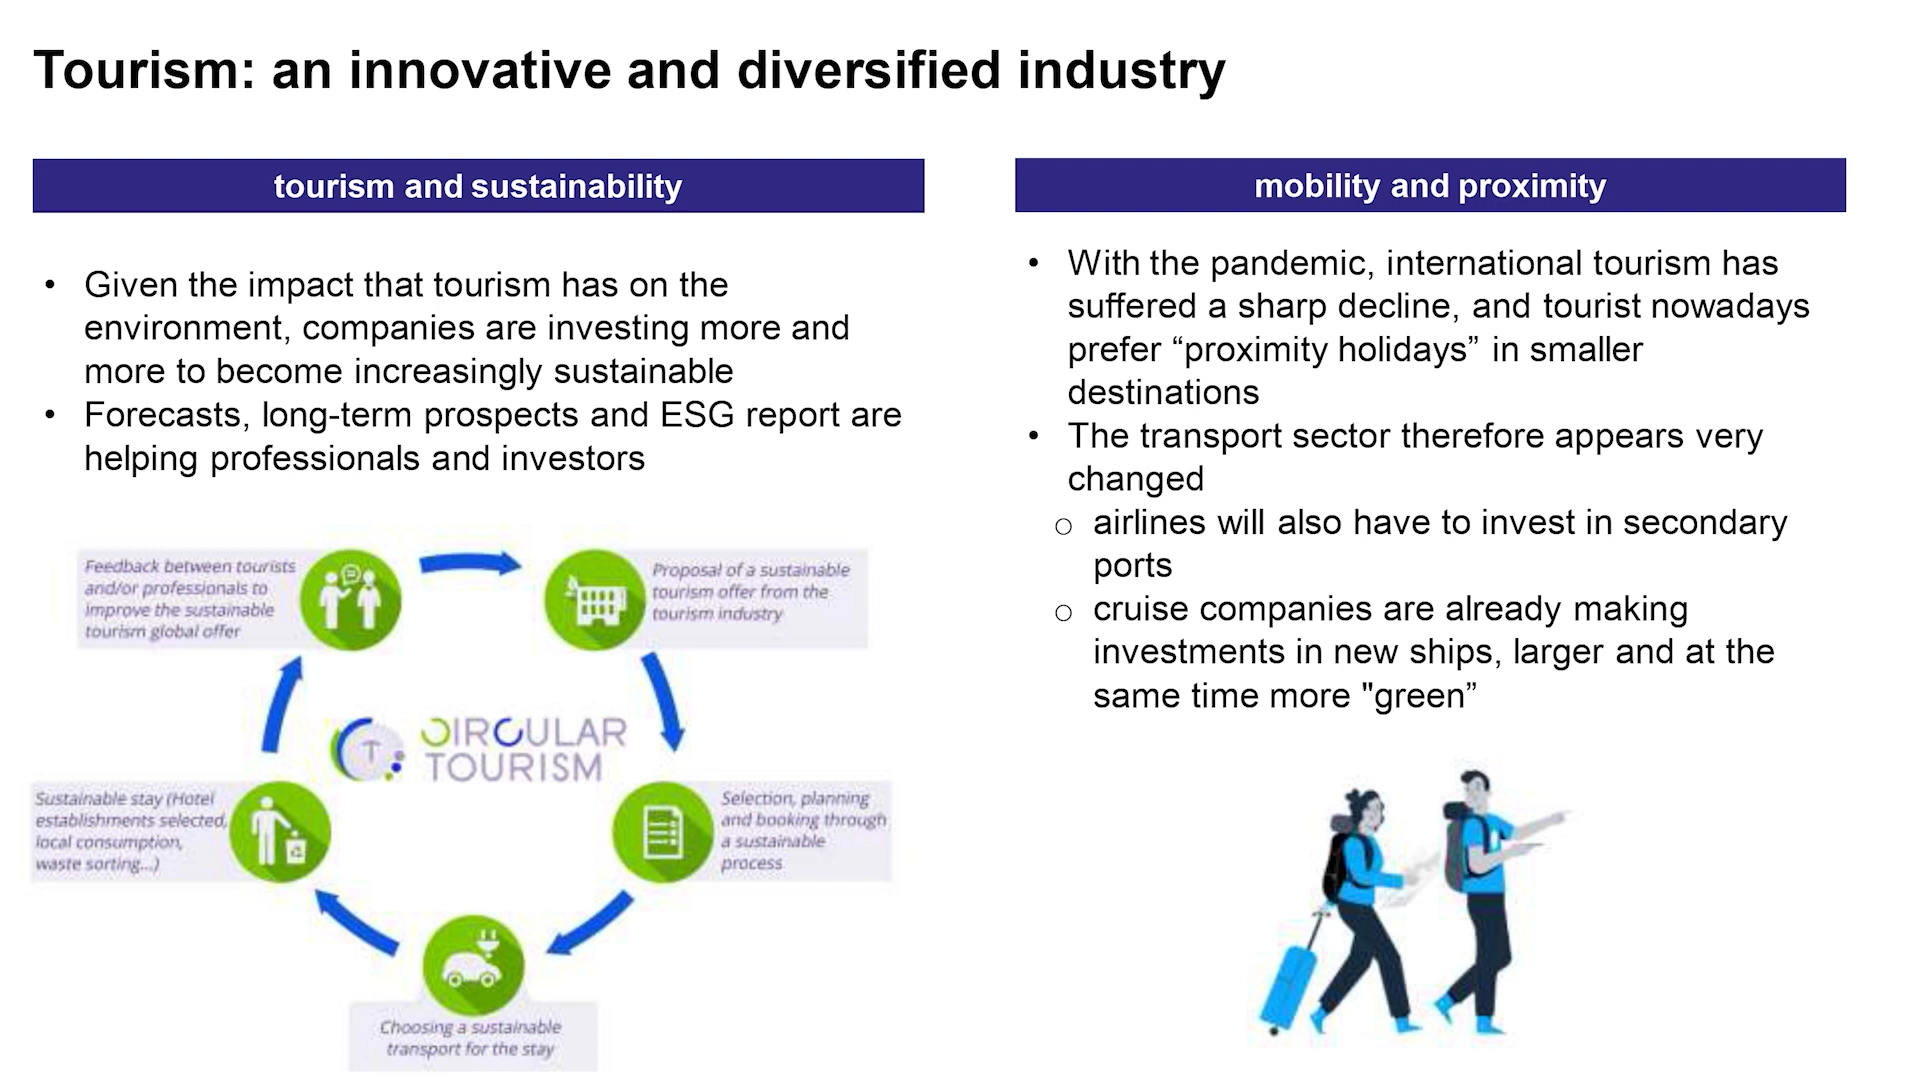 Tourism: an innovative and diversified industry
tourism and sustainability
• Given the impact that tourism has on the
environment, companies are investing more and
more to become increasingly sustainable
• Forecasts, long-term prospects and ESG report are
helping professionals and investors
Feedback between tourists
and/or professionals to
improve the sustainable
tourism global offer
Proposal of a sustainable
tourism offer from the
tourism industry
T
CIRCULAR
TOURISM
Sustainable stay (Hotel
establishments selected,
local consumption,
waste sorting...)
Selection, planning
and booking through
a sustainable
process
Choosing a sustainable
transport for the stay
mobility and proximity
• With the pandemic, international tourism has
suffered a sharp decline, and tourist nowadays
prefer “proximity holidays” in smaller
destinations
• The transport sector therefore appears very
changed
o airlines will also have to invest in secondary
ports
o cruise companies are already making
investments in new ships, larger and at the
same time more "green”